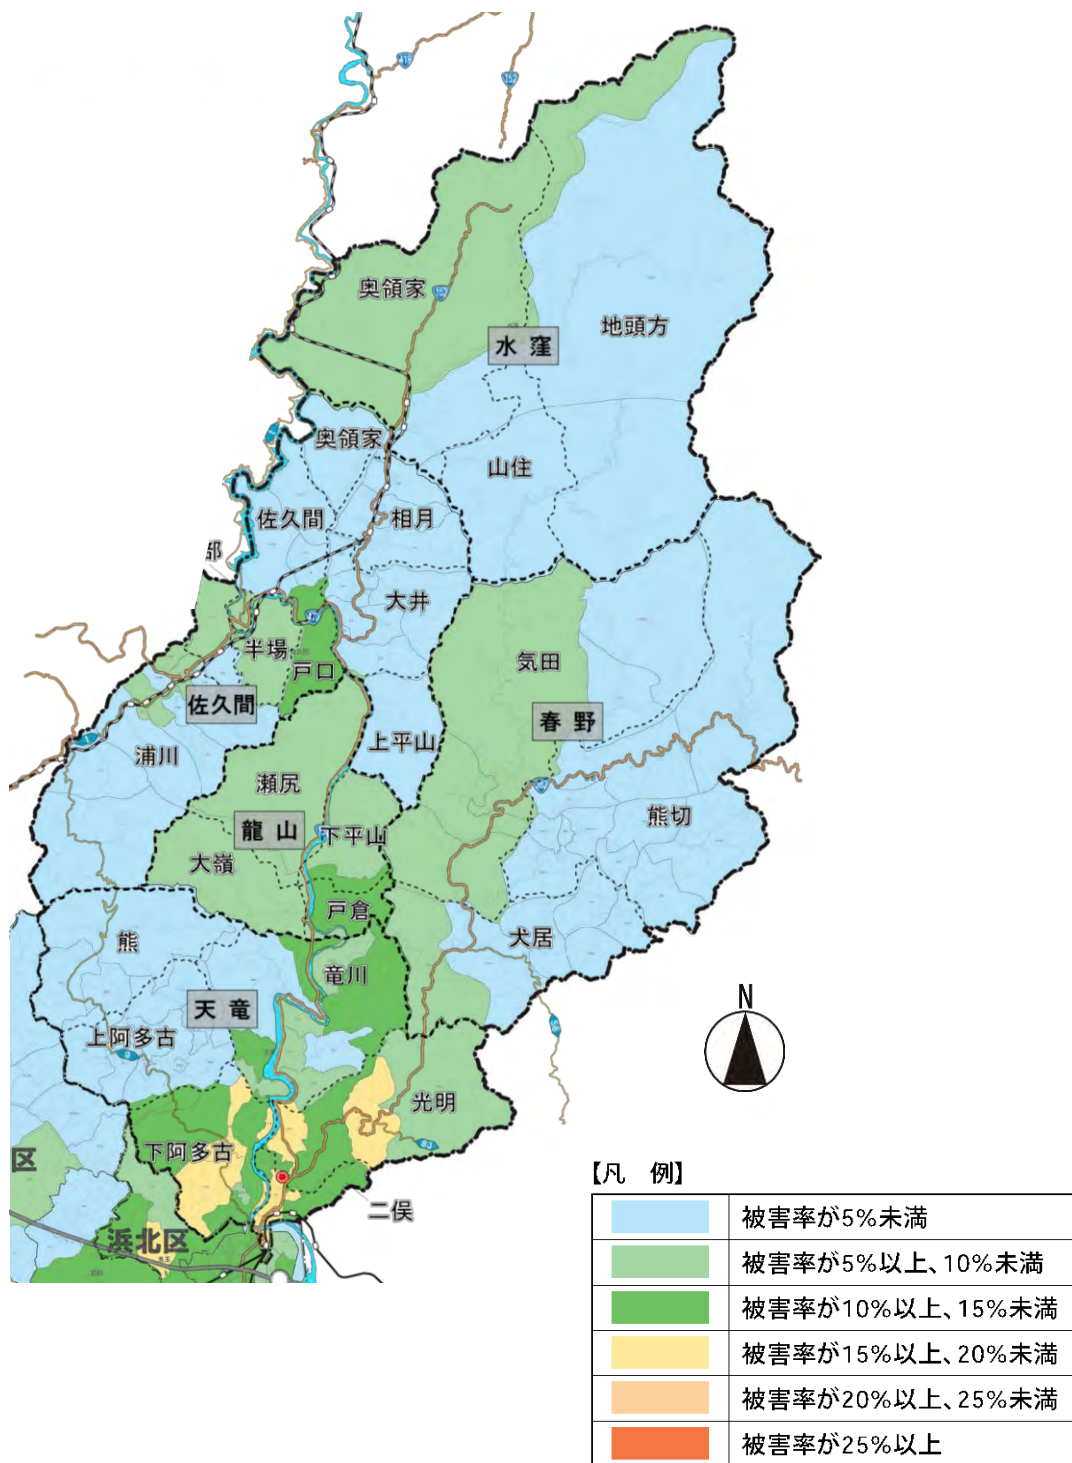 418
152
奥領家
152
地頭方
水窪
奥領家
山住
佐久間
相月
部
大井
半場
気田
戸口
佐久間
春野
上平山
浦川
瀬尻
熊切
龍山
下平山
大嶺
戸倉
熊
犬居
竜川
天竜
N
上阿多古
9
光明
63
下阿多古
区
【凡 例】
二俣
被害率が5%未満
浜北区
被害率が5%以上、10%未満
被害率が10%以上、15%未満
被害率が15%以上、20%未満
被害率が20%以上、25%未満
被害率が25%以上